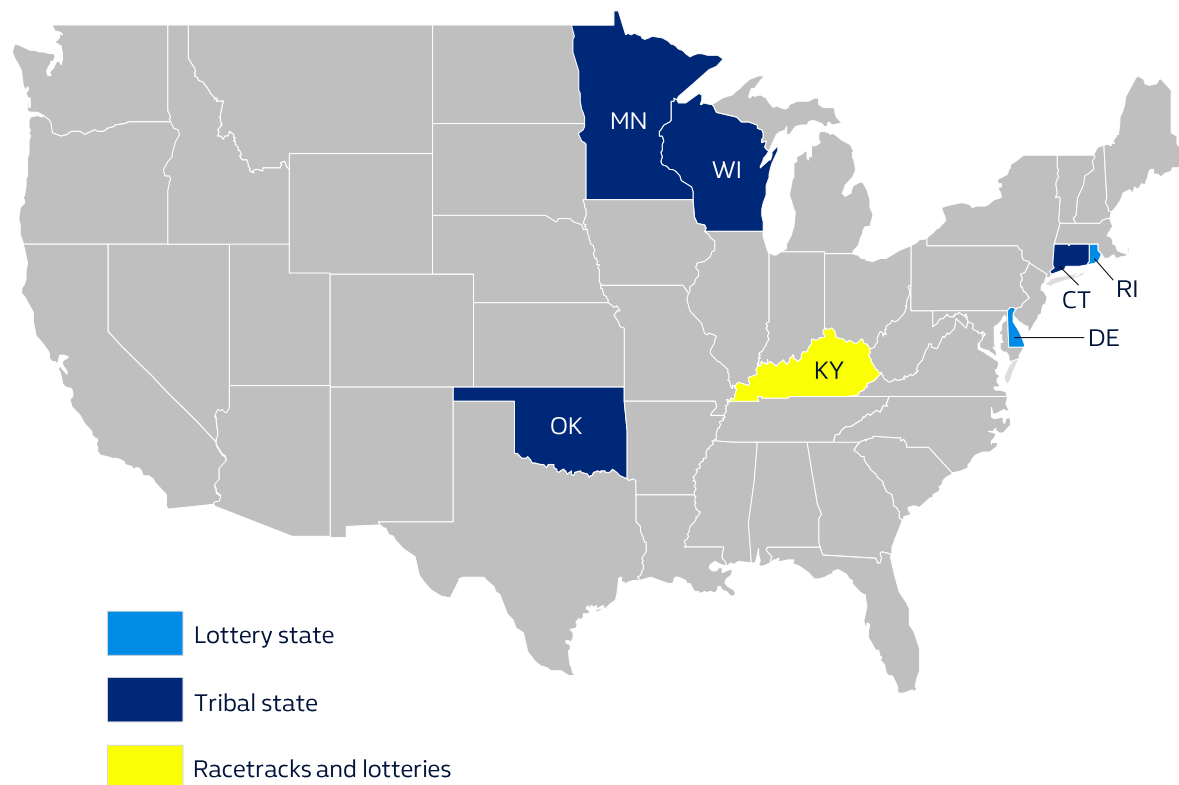 MN
WI
CT
RI
DE
KY
OK
Lottery state
Tribal state
Racetracks and lotteries